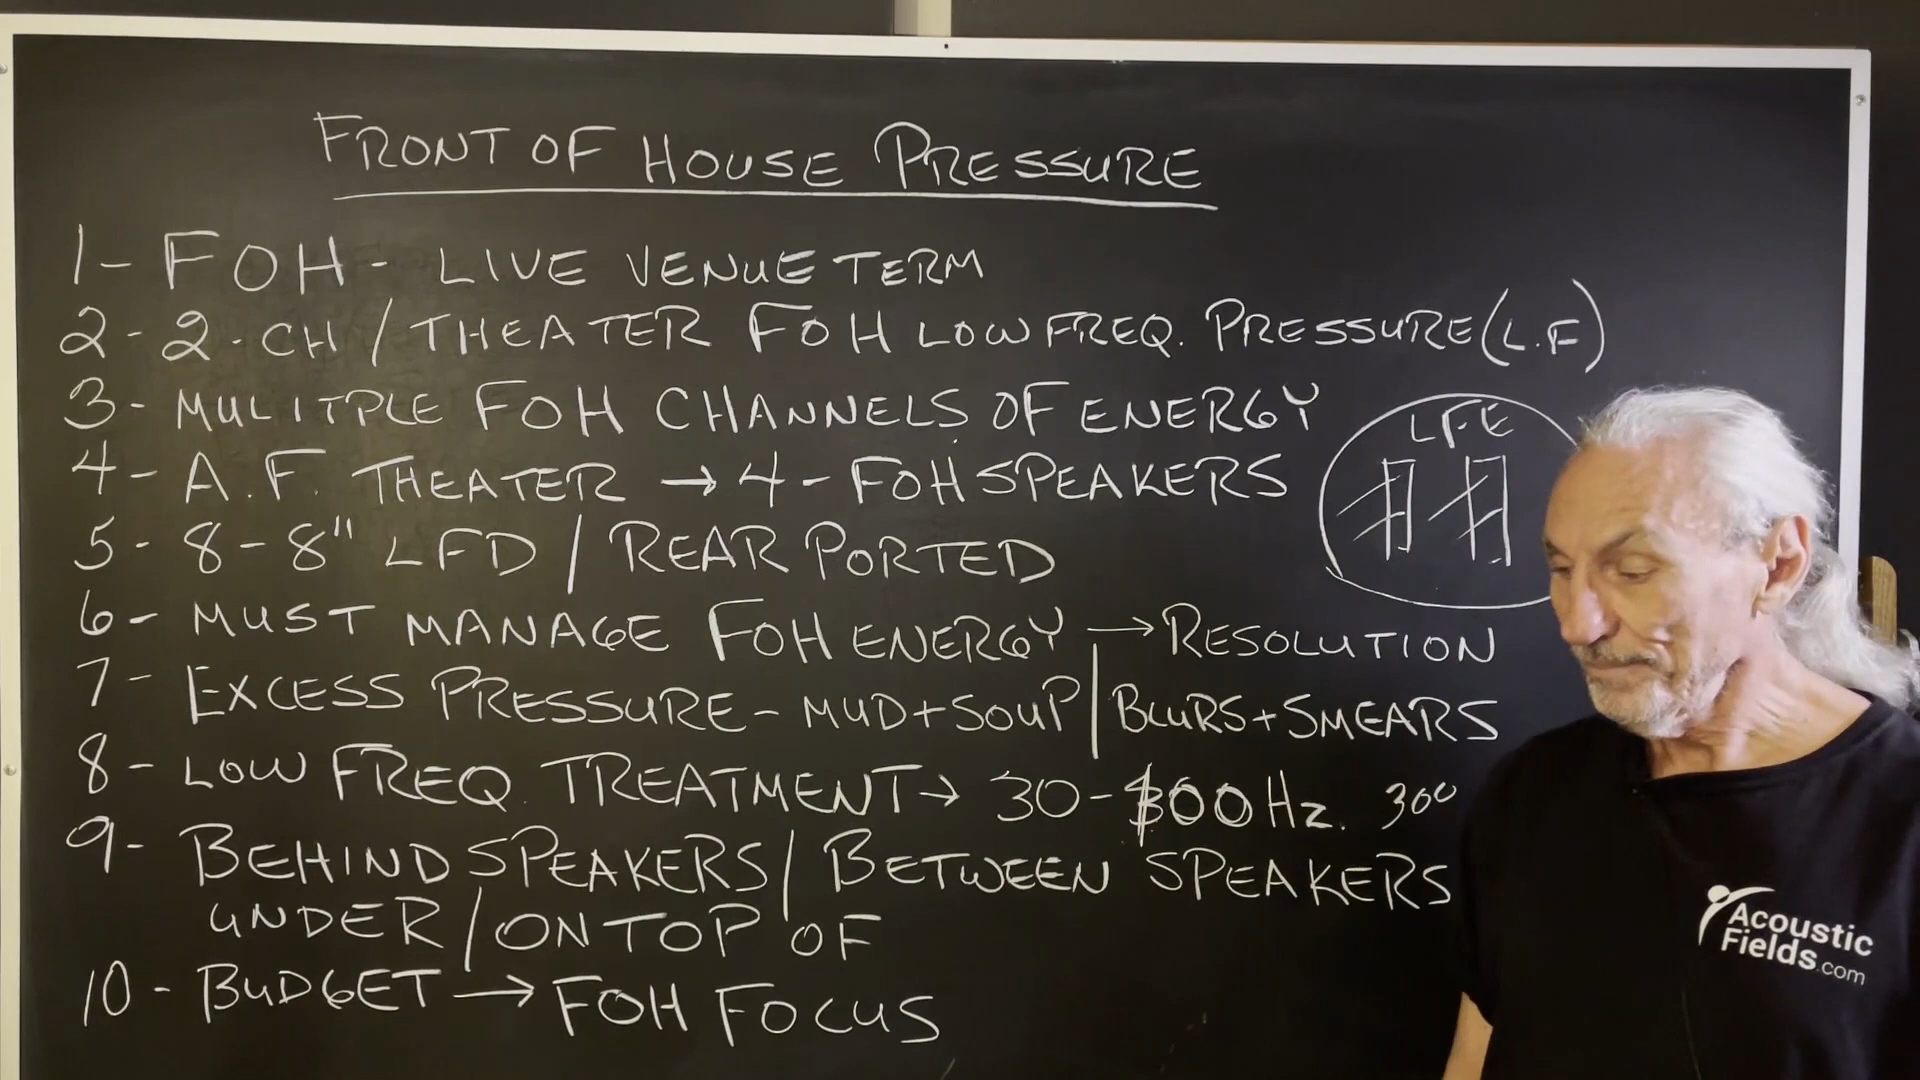 FRONT OF HOUSE PRESSURE
1- FOH - LIVE VENUE TERM
2- 2-CH / THEATER FOH LOW FREQ. PRESSURE (L.F)
3- MULITPLE FOH CHANNELS OF ENERGY
LFE
4- A.F. THEATER → 4- FOH SPEAKERS
5- 8-8" LFD / REAR PORTED
6- MUST MANAGE FOH ENERGY → RESOLUTION
7- EXCESS PRESSURE - MUD + SOUP | BLURS + SMEARS
8- LOW FREQ. TREATMENT → 30-300 Hz. 300
9- BEHIND SPEAKERS / BETWEEN SPEAKERS
UNDER / ON TOP OF
10- BUDGET → FOH FOCUS
Acoustic
Fields.com